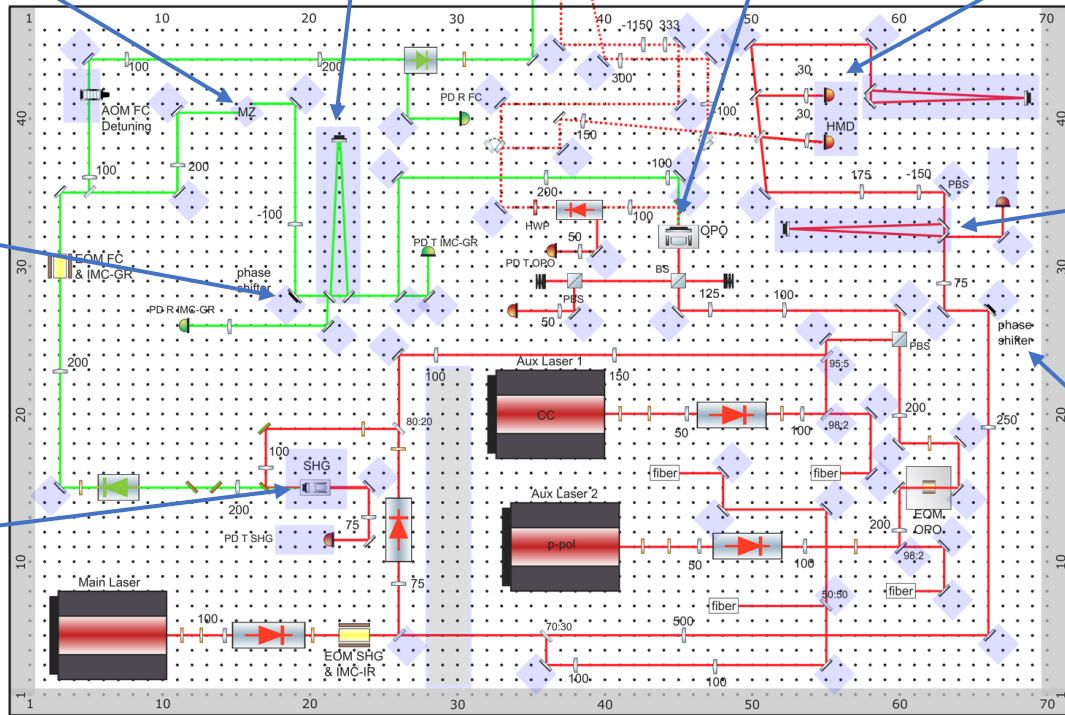 1 10 20 30 40 50 60 70
100
200
-1150 333
300
-100
30
30
HMD
AOM FC
Detuning
MZ
PD R FC
40
40
150
100
200
-100
-100
175
-150
PBS
200
100
HWP
OPO
50
PD T IMC-GR
PD T OPO
BS
PBS
50
125
100
75
EOM FC
& IMC-GR
30
30
phase
shifter
PD R IMC-GR
phase
shifter
PBS
200
100
150
95:5
Aux Laser 1
CC
50
100
98:2
200
250
20
20
80:20
100
SHG
200
75
PD T SHG
fiber
fiber
EOM
OPO
200
98:2
Aux Laser 2
p-pol
50
100
10
10
75
fiber
fiber
50:50
Main Laser
100
EOM SHG
& IMC-IR
70:30
500
100
100
1
1
1 10 20 30 40 50 60 70